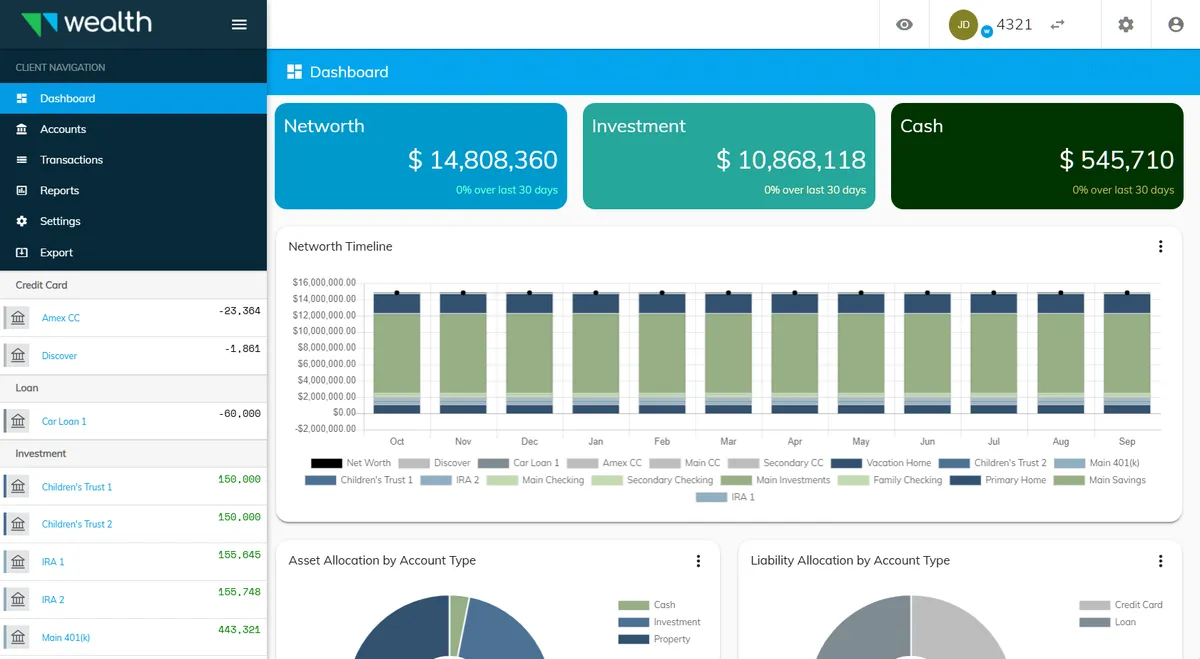 wealth
CLIENT NAVIGATION
Dashboard
Accounts
Transactions
Reports
Settings
Export
Credit Card
Amex CC -23,364
Discover -1,861
Loan
Car Loan 1 -60,000
Investment
Children's Trust 1 150,000
Children's Trust 2 150,000
IRA 1 155,645
IRA 2 155,748
Main 401(k) 443,321
JD w 4321
Dashboard
Networth
$ 14,808,360
0% over last 30 days
Investment
$ 10,868,118
0% over last 30 days
Cash
$ 545,710
0% over last 30 days
Networth Timeline
$16,000,000.00
$14,000,000.00
$12,000,000.00
$10,000,000.00
$8,000,000.00
$6,000,000.00
$4,000,000.00
$2,000,000.00
$0.00
-$2,000,000.00
Oct Nov Dec Jan Feb Mar Apr May Jun Jul Aug Sep
Net Worth Discover Car Loan 1 Amex CC Main CC Secondary CC Vacation Home Children's Trust 2 Main 401(k)
Children's Trust 1 IRA 2 Main Checking Secondary Checking Main Investments Family Checking Primary Home Main Savings
IRA 1
Asset Allocation by Account Type
Cash
Investment
Property
Liability Allocation by Account Type
Credit Card
Loan